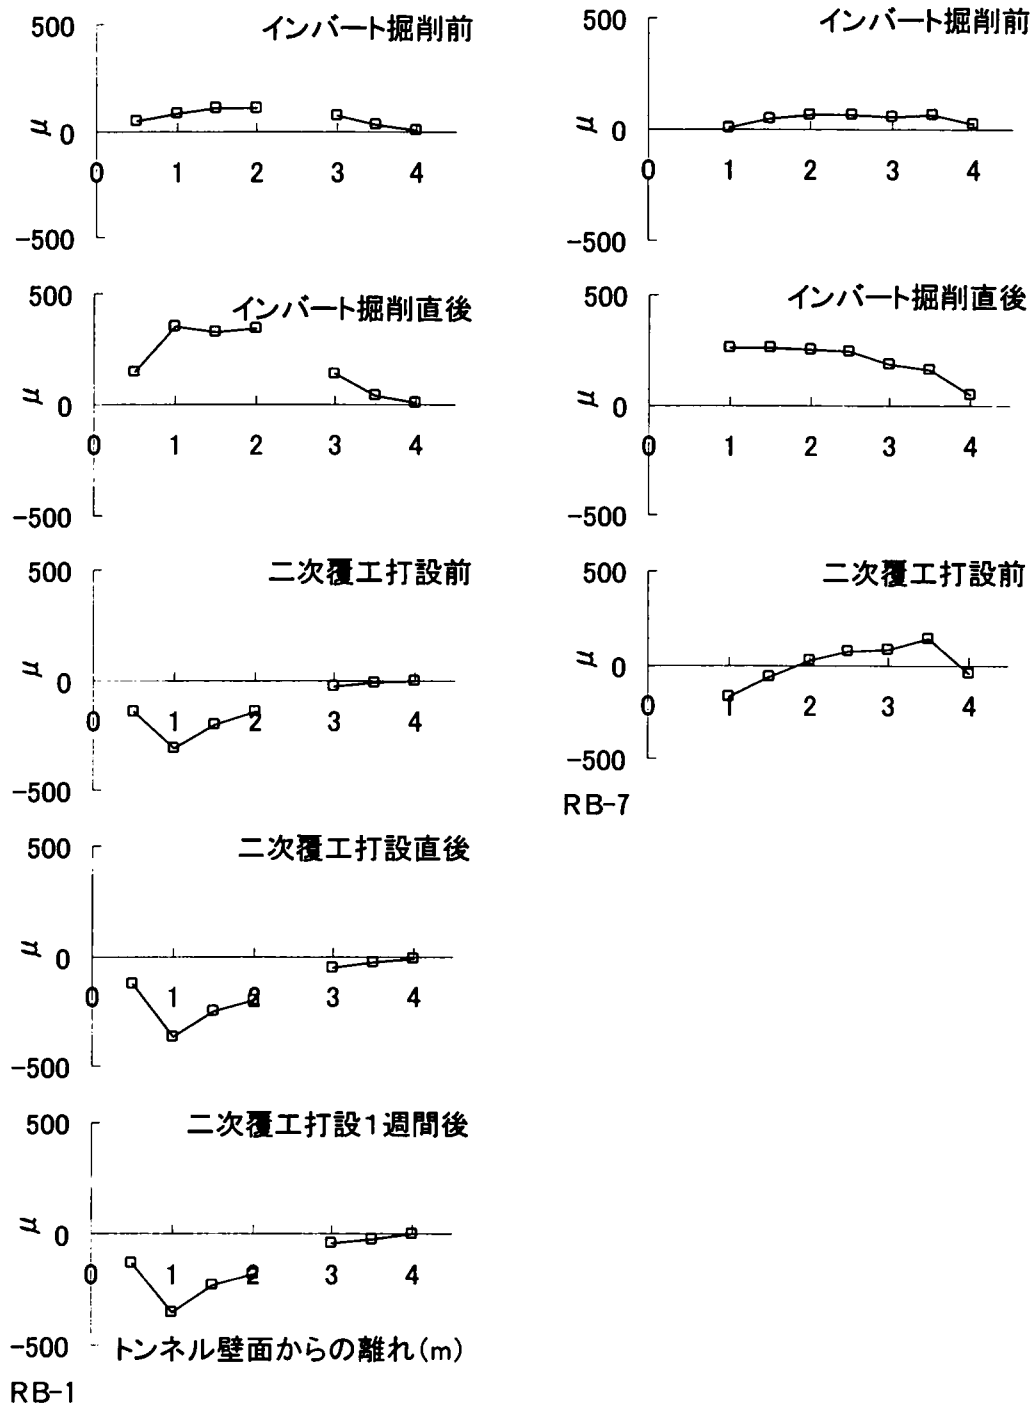 インバート掘削前
500
μ 0
0 1 2 3 4
-500
インバート掘削直後
500
μ 0
0 1 2 3 4
-500
二次覆工打設前
500
μ 0
0 1 2 3 4
-500
二次覆工打設直後
500
μ 0
0 1 2 3 4
-500
二次覆工打設1週間後
500
μ 0
0 1 2 3 4
-500
トンネル壁面からの離れ(m)
RB-1
インバート掘削前
500
μ 0
0 1 2 3 4
-500
インバート掘削直後
500
μ 0
0 1 2 3 4
-500
二次覆工打設前
500
μ 0
0 1 2 3 4
-500
RB-7